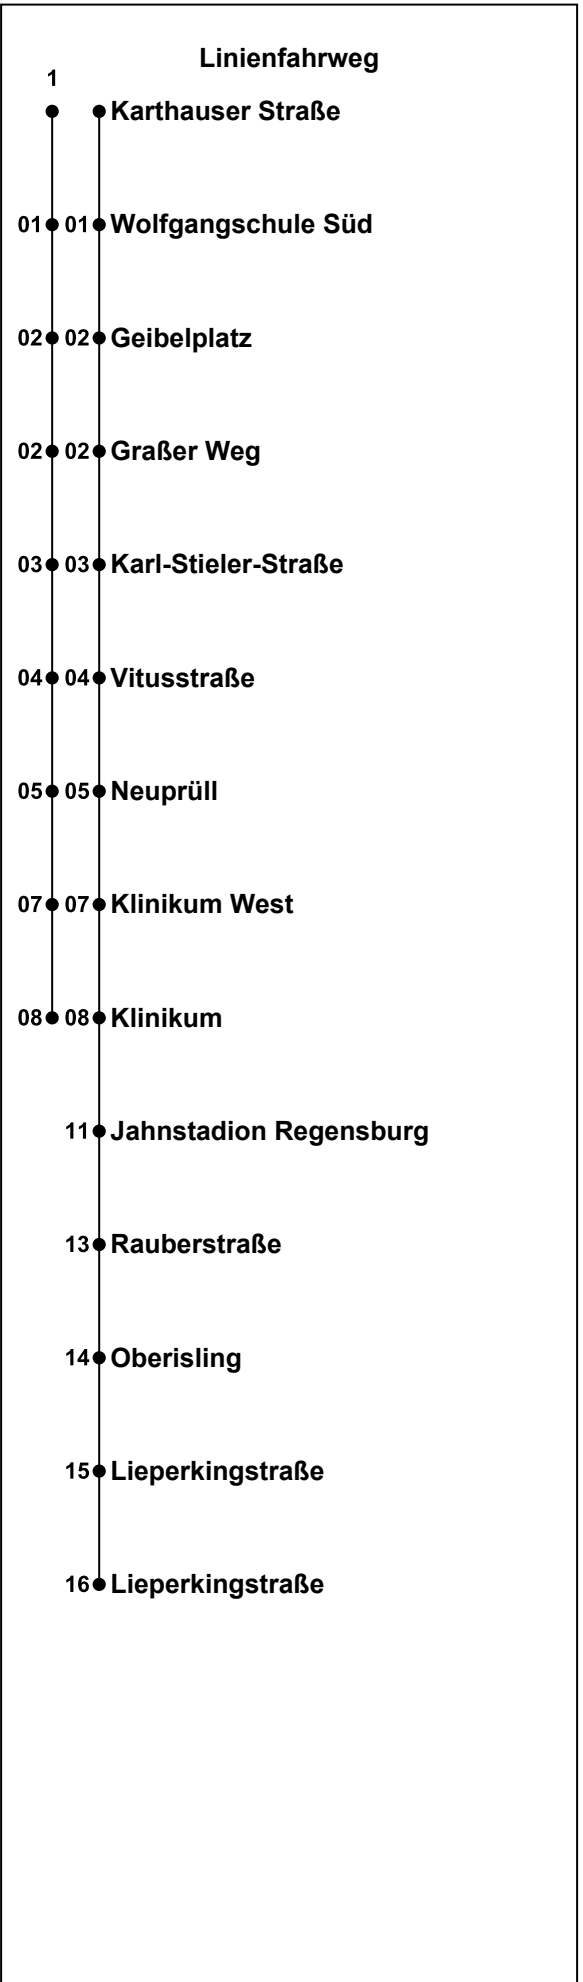 Linienfahrweg
1
Karthauser Straße
01 01 Wolfgangschule Süd
02 02 Geibelplatz
02 02 Graßer Weg
03 03 Karl-Stieler-Straße
04 04 Vitusstraße
05 05 Neuprüll
07 07 Klinikum West
08 08 Klinikum
11 Jahnstadion Regensburg
13 Rauberstraße
14 Oberisling
15 Lieperkingstraße
16 Lieperkingstraße